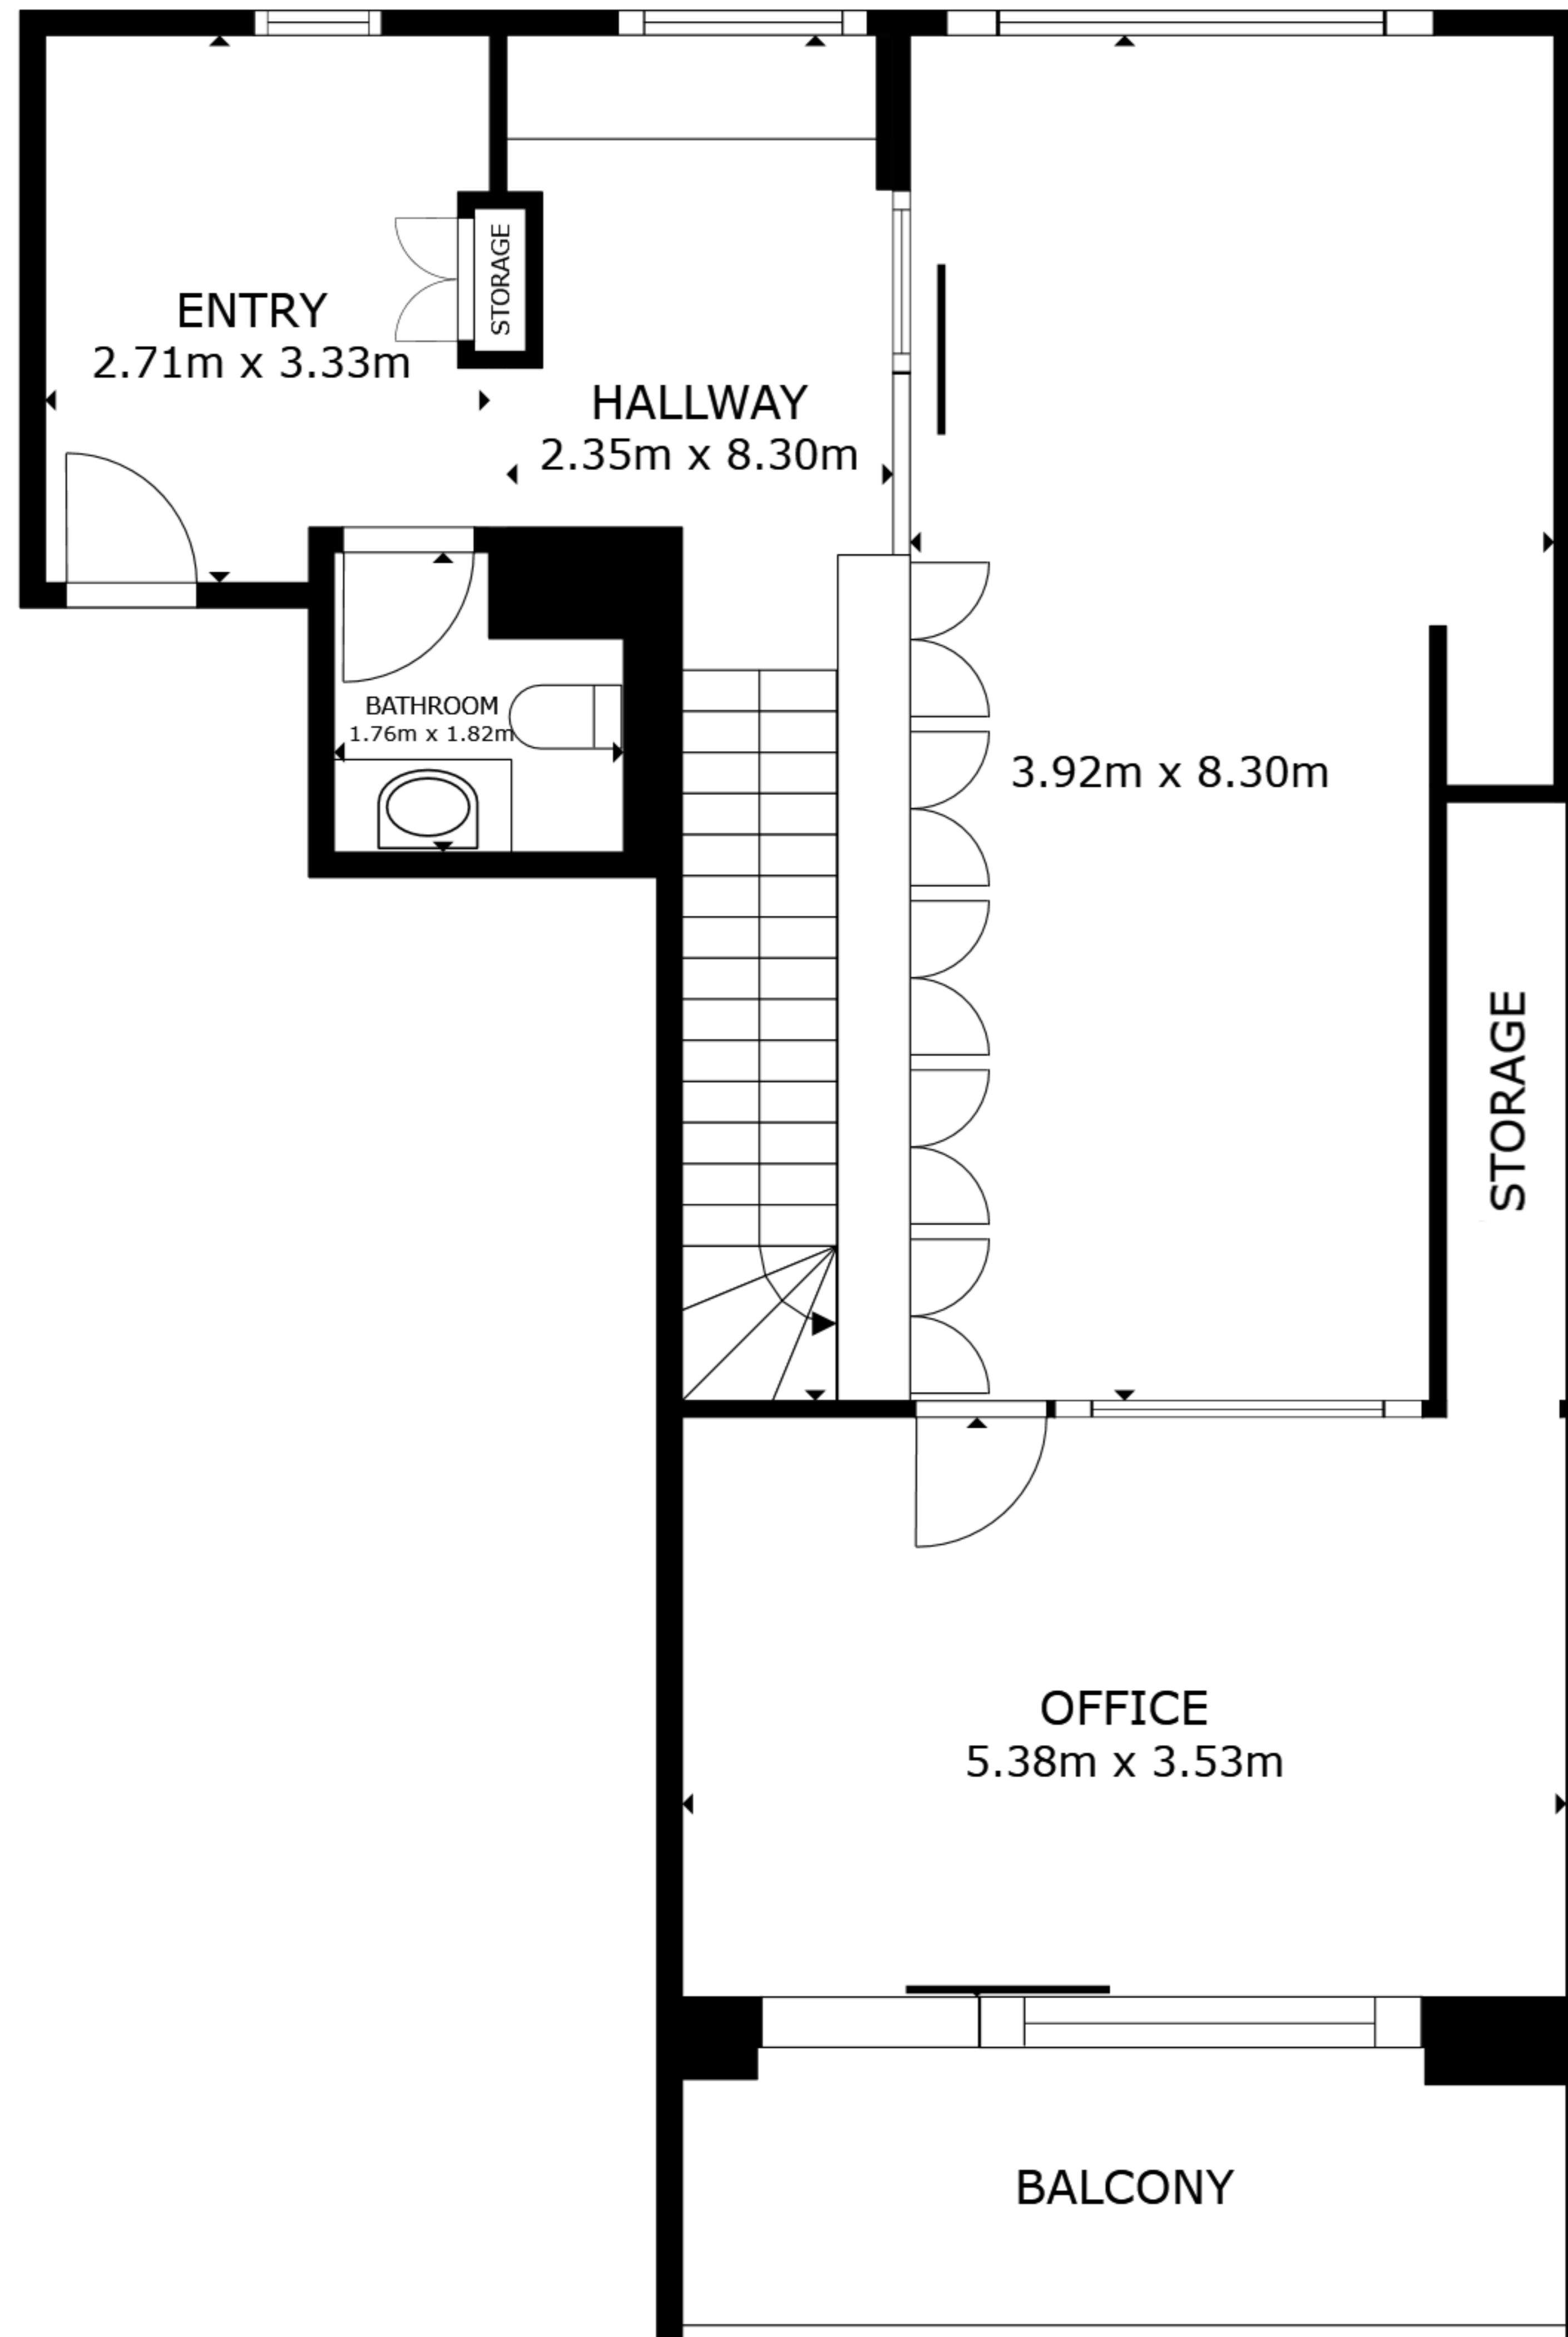 STORAGE
ENTRY
2.71m x 3.33m
HALLWAY
2.35m x 8.30m
BATHROOM
1.76m x 1.82m
3.92m x 8.30m
STORAGE
OFFICE
5.38m x 3.53m
BALCONY